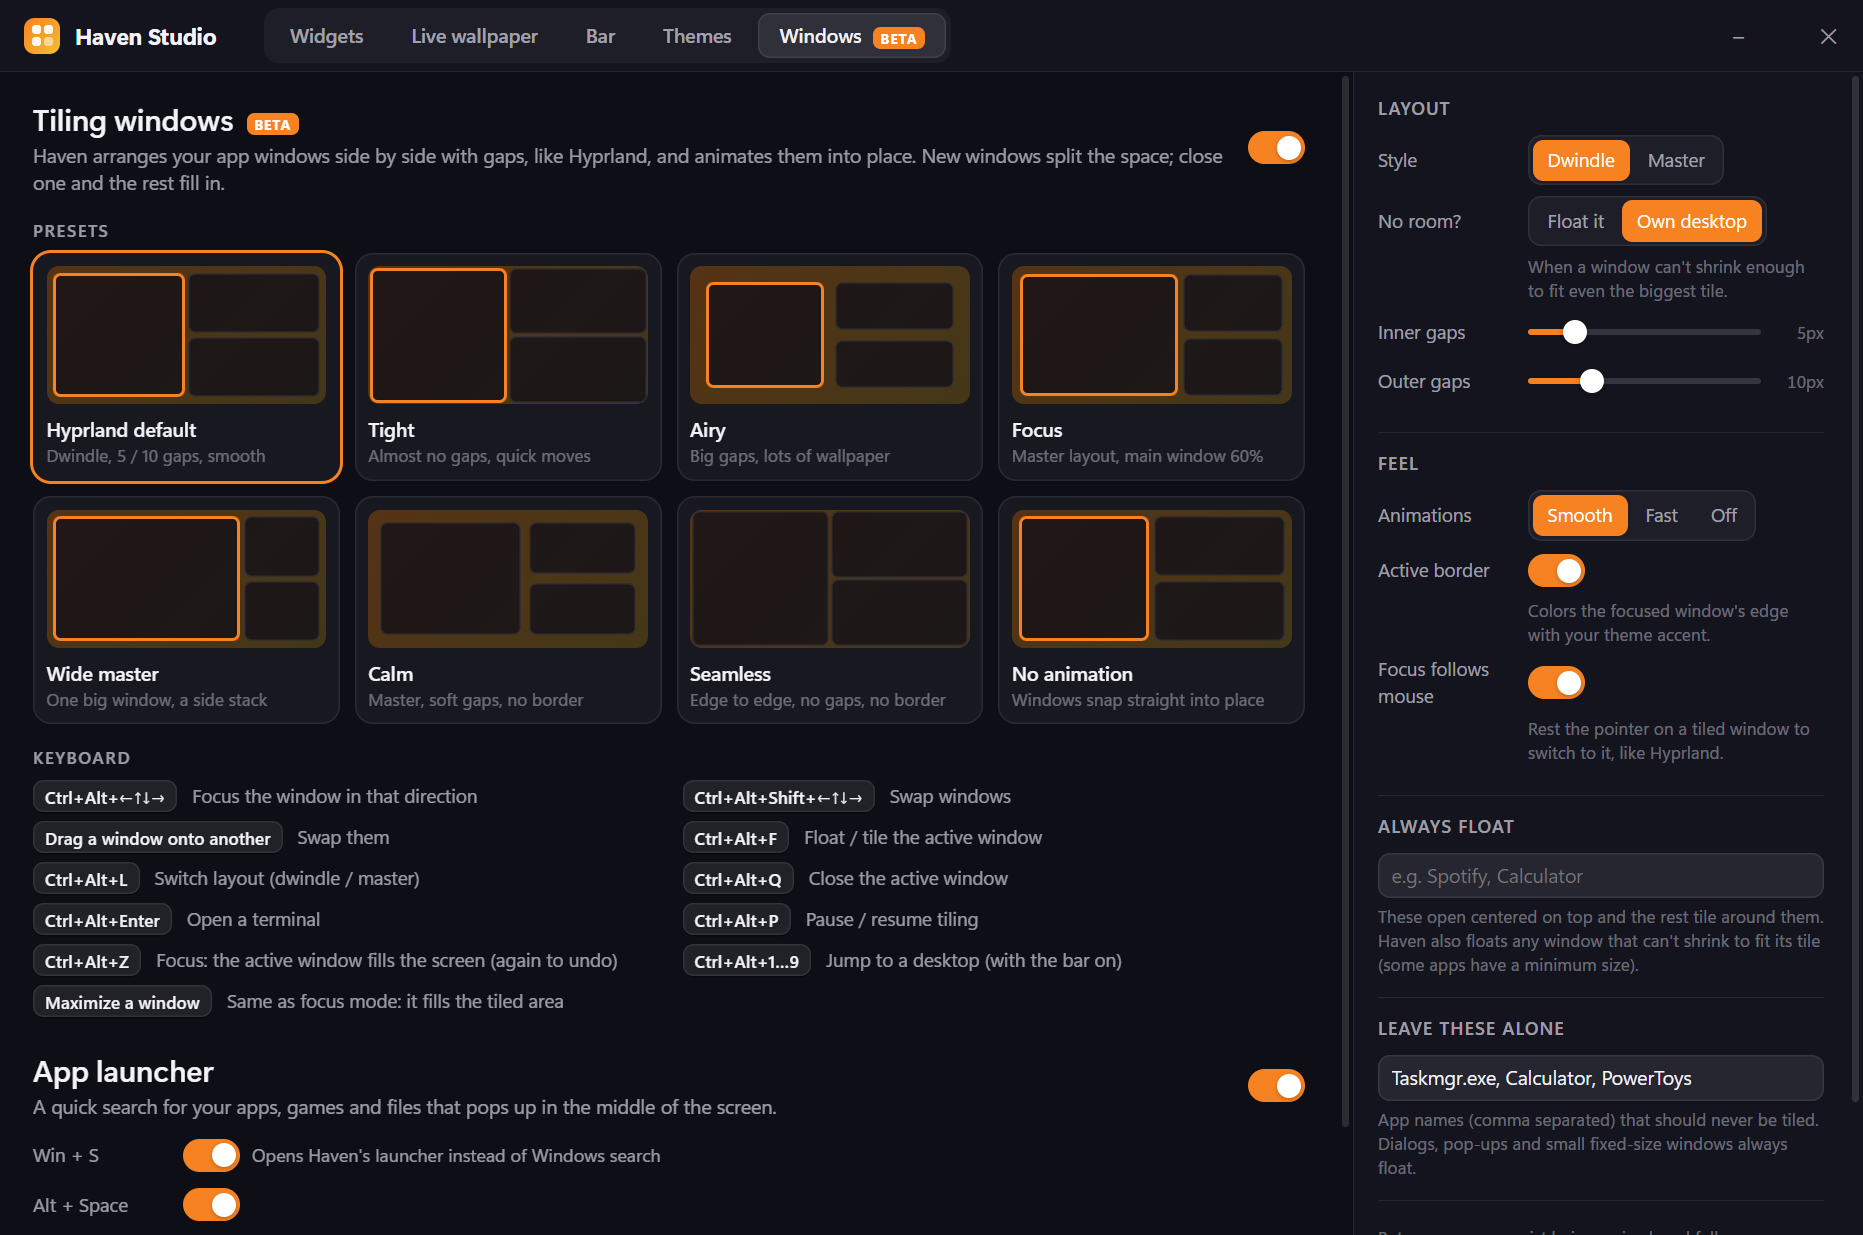 Haven Studio
Widgets
Live wallpaper
Bar
Themes
Windows BETA
Tiling windows BETA
Haven arranges your app windows side by side with gaps, like Hyprland, and animates them into place. New windows split the space; close
one and the rest fill in.
PRESETS
Hyprland default
Dwindle, 5 / 10 gaps, smooth
Tight
Almost no gaps, quick moves
Airy
Big gaps, lots of wallpaper
Focus
Master layout, main window 60%
Wide master
One big window, a side stack
Calm
Master, soft gaps, no border
Seamless
Edge to edge, no gaps, no border
No animation
Windows snap straight into place
KEYBOARD
Ctrl+Alt+←↑↓→ Focus the window in that direction
Ctrl+Alt+Shift+←↑↓→ Swap windows
Drag a window onto another Swap them
Ctrl+Alt+F Float / tile the active window
Ctrl+Alt+L Switch layout (dwindle / master)
Ctrl+Alt+Q Close the active window
Ctrl+Alt+Enter Open a terminal
Ctrl+Alt+P Pause / resume tiling
Ctrl+Alt+Z Focus: the active window fills the screen (again to undo)
Ctrl+Alt+1...9 Jump to a desktop (with the bar on)
Maximize a window Same as focus mode: it fills the tiled area
App launcher
A quick search for your apps, games and files that pops up in the middle of the screen.
Win + S Opens Haven's launcher instead of Windows search
Alt + Space
LAYOUT
Style Dwindle Master
No room? Float it Own desktop
When a window can't shrink enough
to fit even the biggest tile.
Inner gaps 5px
Outer gaps 10px
FEEL
Animations Smooth Fast Off
Active border
Colors the focused window's edge
with your theme accent.
Focus follows
mouse
Rest the pointer on a tiled window to
switch to it, like Hyprland.
ALWAYS FLOAT
e.g. Spotify, Calculator
These open centered on top and the rest tile around them.
Haven also floats any window that can't shrink to fit its tile
(some apps have a minimum size).
LEAVE THESE ALONE
Taskmgr.exe, Calculator, PowerToys
App names (comma separated) that should never be tiled.
Dialogs, pop-ups and small fixed-size windows always
float.